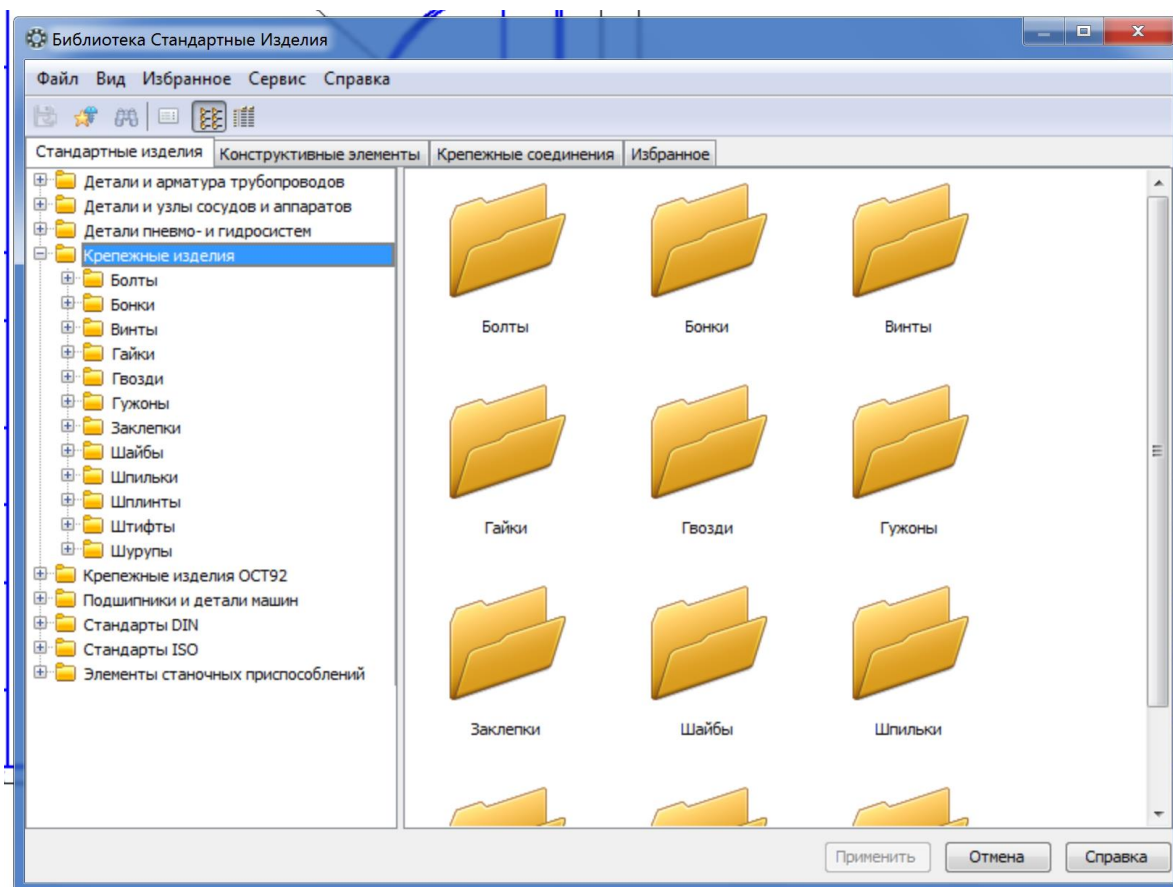 Библиотека Стандартные Изделия
Файл Вид Избранное Сервис Справка
Стандартные изделия Конструктивные элементы Крепежные соединения Избранное
Детали и арматура трубопроводов
Детали и узлы сосудов и аппаратов
Детали пневмо- и гидросистем
Крепежные изделия
Болты
Бонки
Винты
Гайки
Гвозди
Гужоны
Заклепки
Шайбы
Шпильки
Шплинты
Штифты
Шурупы
Крепежные изделия ОСТ92
Подшипники и детали машин
Стандарты DIN
Стандарты ISO
Элементы станочных приспособлений
Болты Бонки Винты
Гайки Гвозди Гужоны
Заклепки Шайбы Шпильки
Применить Отмена Справка